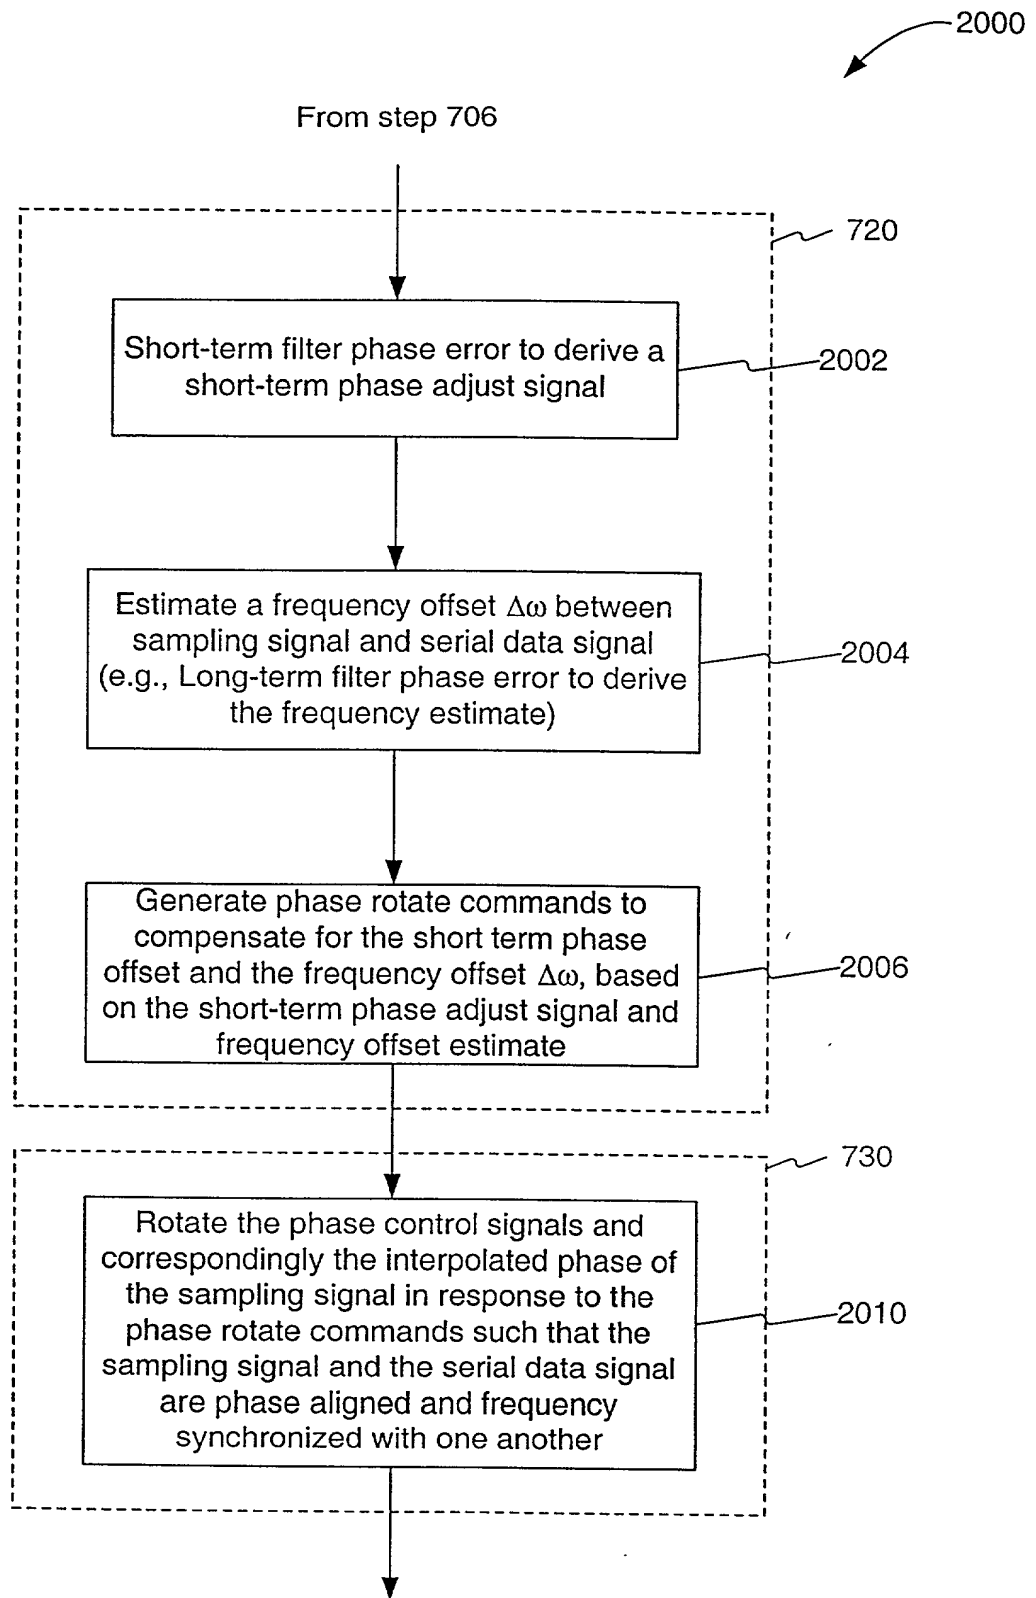 2000
From step 706
720
Short-term filter phase error to derive a
short-term phase adjust signal
2002
Estimate a frequency offset Δω between
sampling signal and serial data signal
(e.g., Long-term filter phase error to derive
the frequency estimate)
2004
Generate phase rotate commands to
compensate for the short term phase
offset and the frequency offset Δω, based
on the short-term phase adjust signal and
frequency offset estimate
2006
730
Rotate the phase control signals and
correspondingly the interpolated phase of
the sampling signal in response to the
phase rotate commands such that the
sampling signal and the serial data signal
are phase aligned and frequency
synchronized with one another
2010